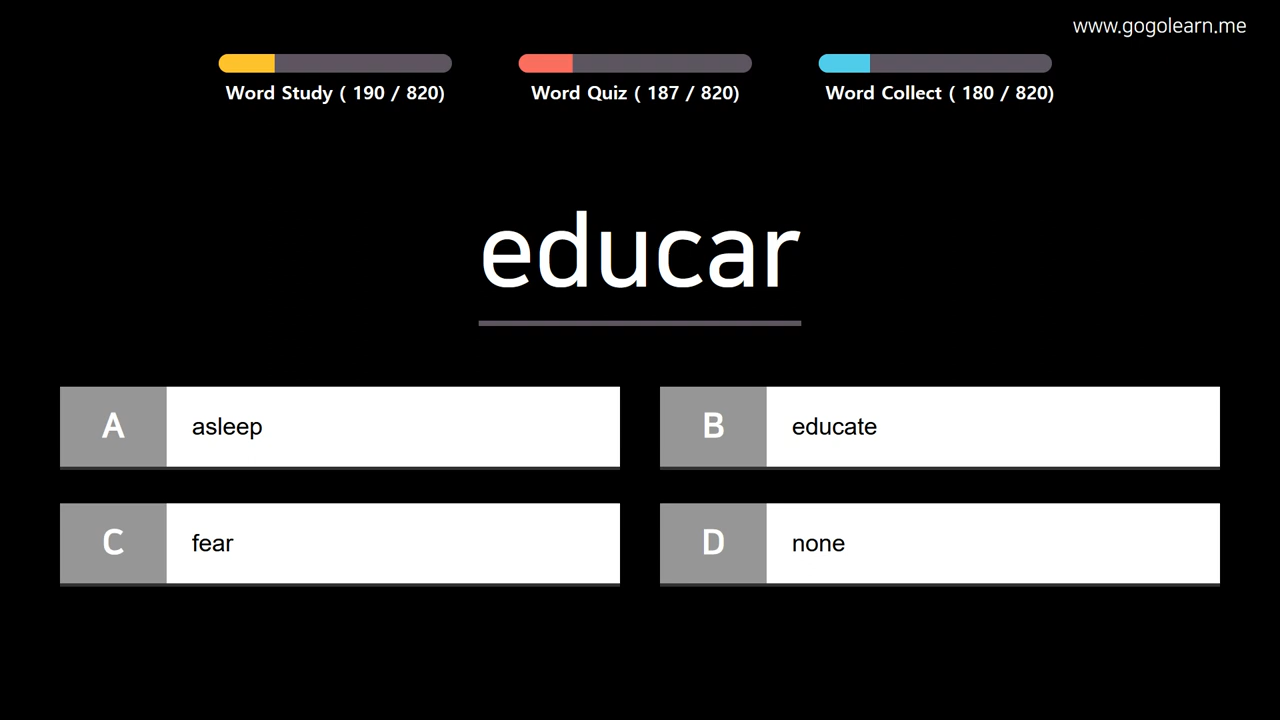 www.gogolearn.me
Word Study ( 190 / 820)
Word Quiz ( 187 / 820)
Word Collect ( 180 / 820)
educar
A asleep
B educate
C fear
D none